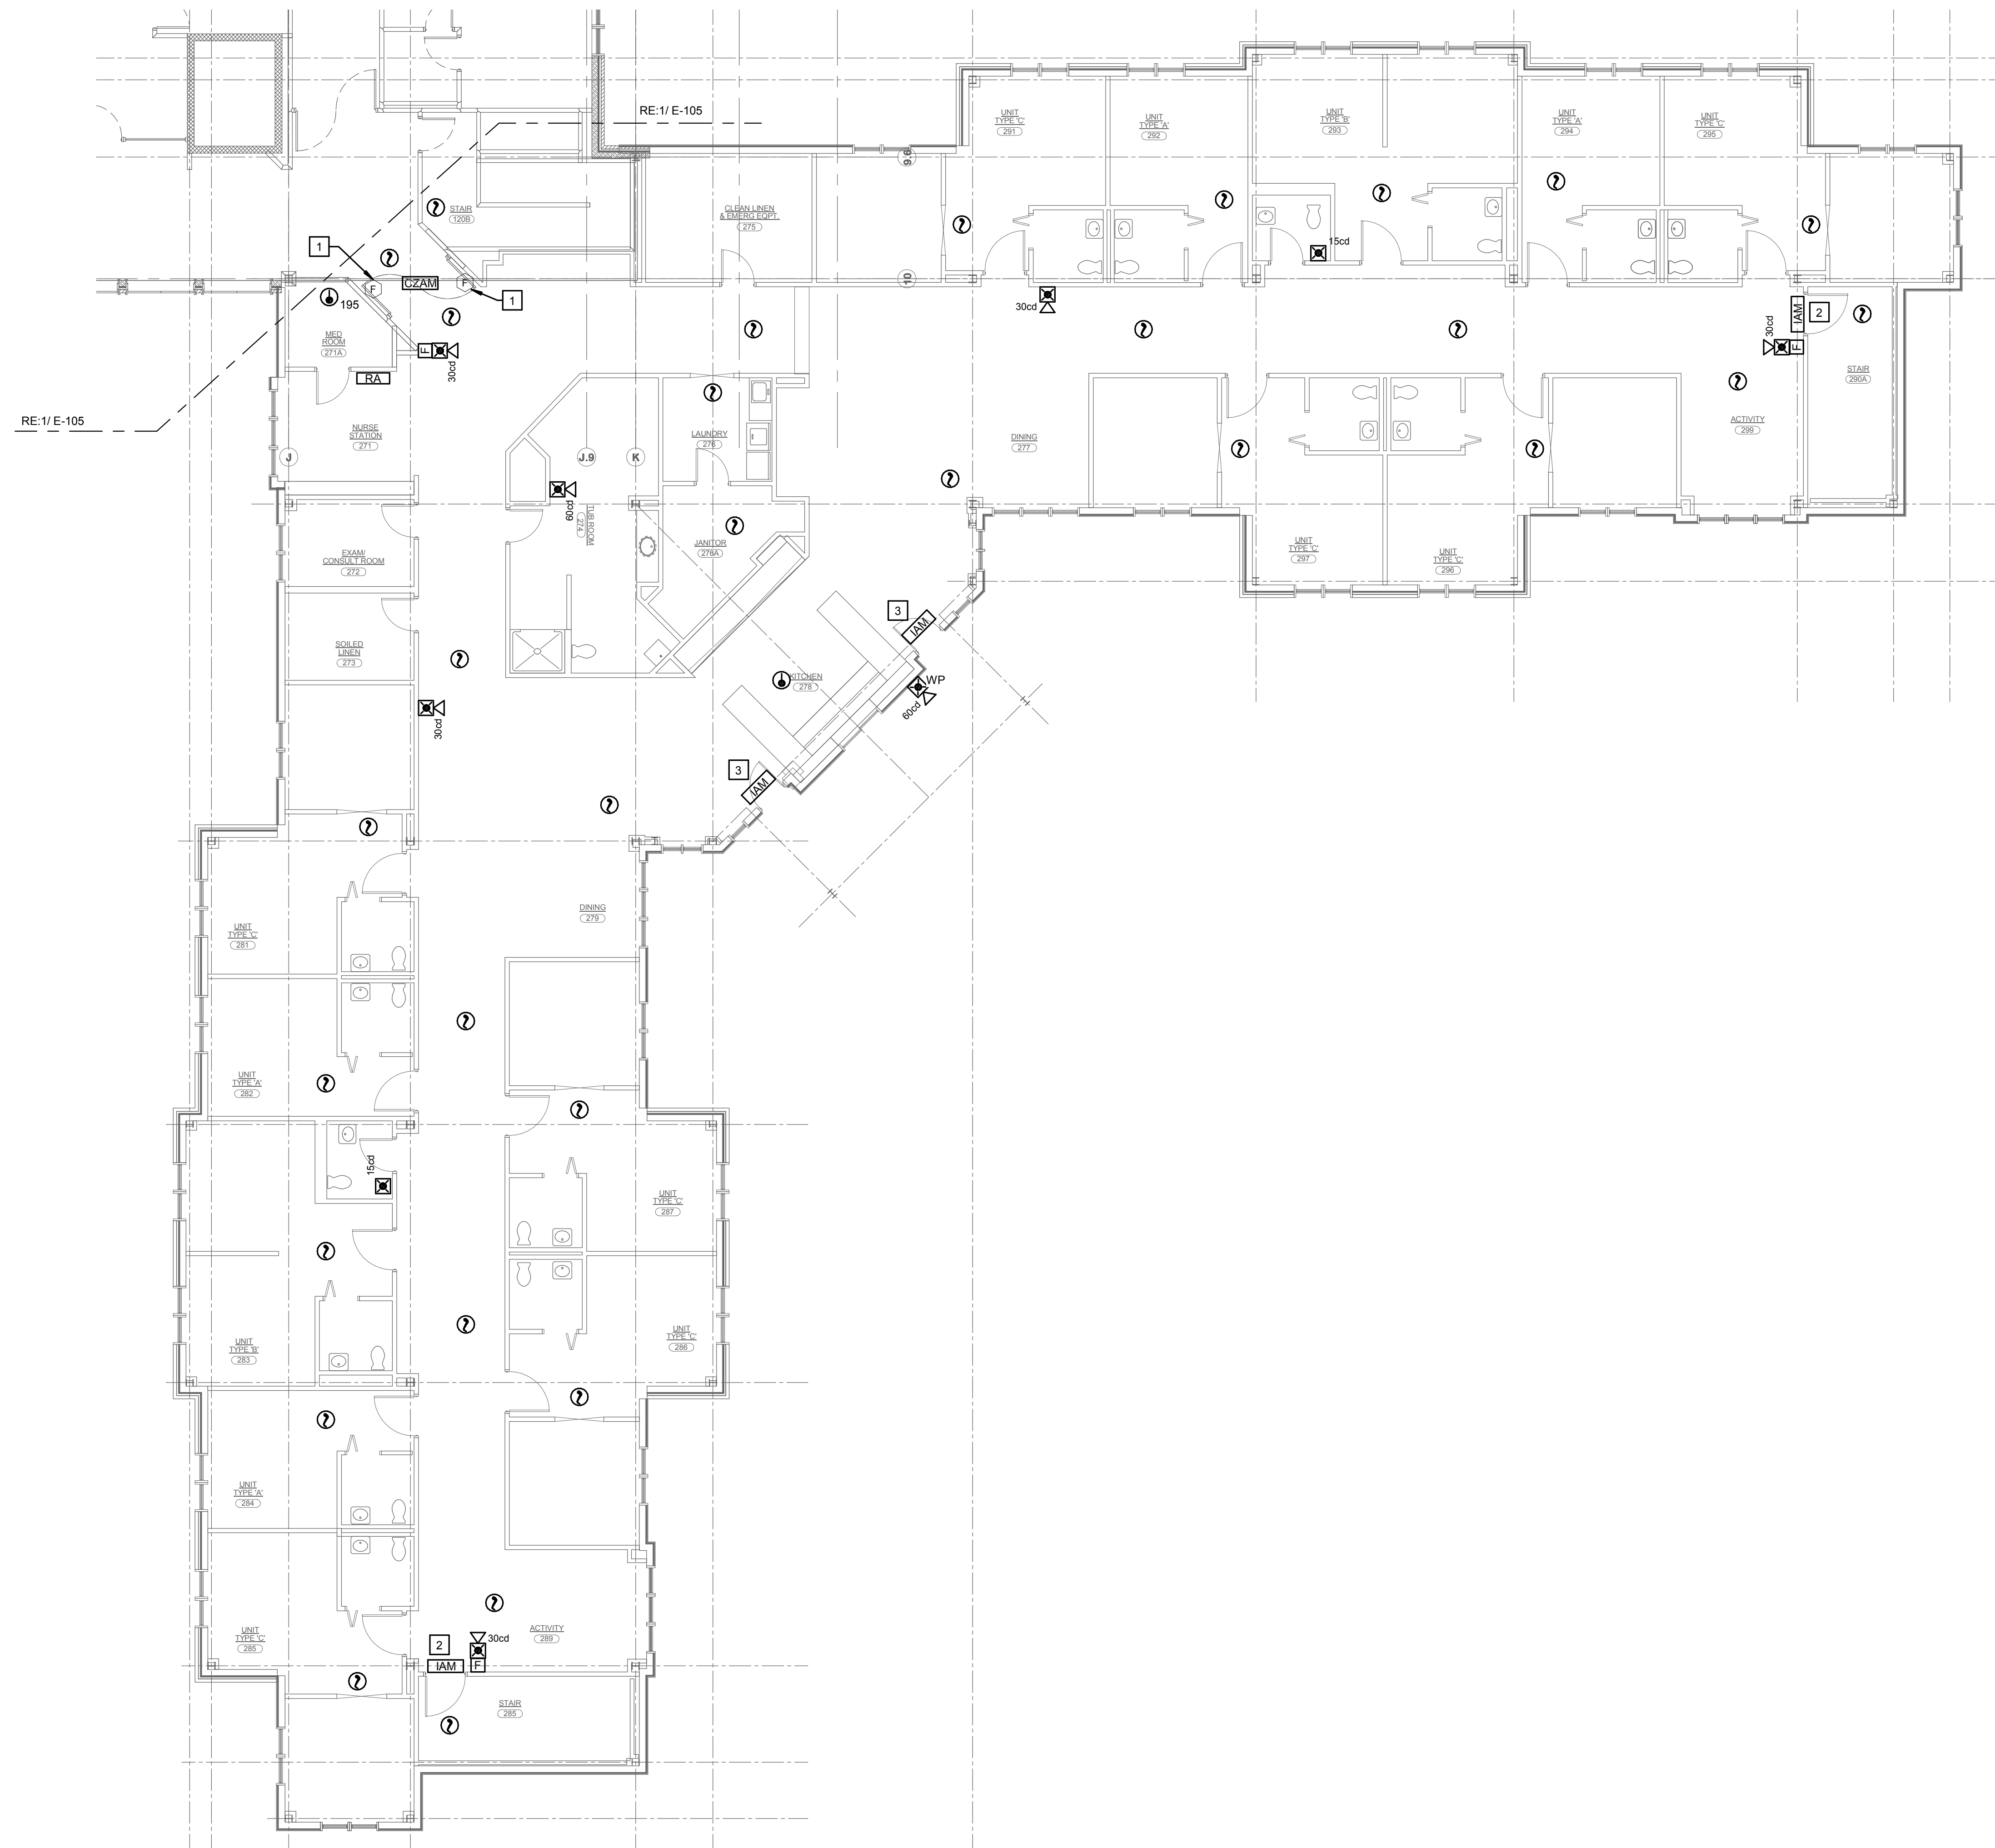 RE:1/ E-105
9.6
UNIT
TYPE 'C'
291
UNIT
TYPE 'A'
292
UNIT
TYPE 'B'
293
UNIT
TYPE 'A'
294
UNIT
TYPE 'C'
295
STAIR
120B
CLEAN LINEN
& EMERG EQPT.
275
15cd
1
F
CZAM
F
1
10
195
30cd
IAM
2
30cd
F
MED
ROOM
271A
F
30cd
RA
STAIR
290A
RE:1/ E-105
NURSE
STATION
271
LAUNDRY
276
DINING
277
ACTIVITY
299
J
J.9
K
60cd
TUB ROOM
274
EXAM/
CONSULT ROOM
272
JANITOR
276A
UNIT
TYPE 'C'
297
UNIT
TYPE 'C'
296
3
IAM
SOILED
LINEN
273
KITCHEN
278
WP
60cd
30cd
3
IAM
UNIT
TYPE 'C'
281
DINING
279
UNIT
TYPE 'A'
282
15cd
UNIT
TYPE 'C'
287
UNIT
TYPE 'B'
283
UNIT
TYPE 'C'
286
UNIT
TYPE 'A'
284
UNIT
TYPE 'C'
285
ACTIVITY
289
2
30cd
IAM
F
STAIR
285